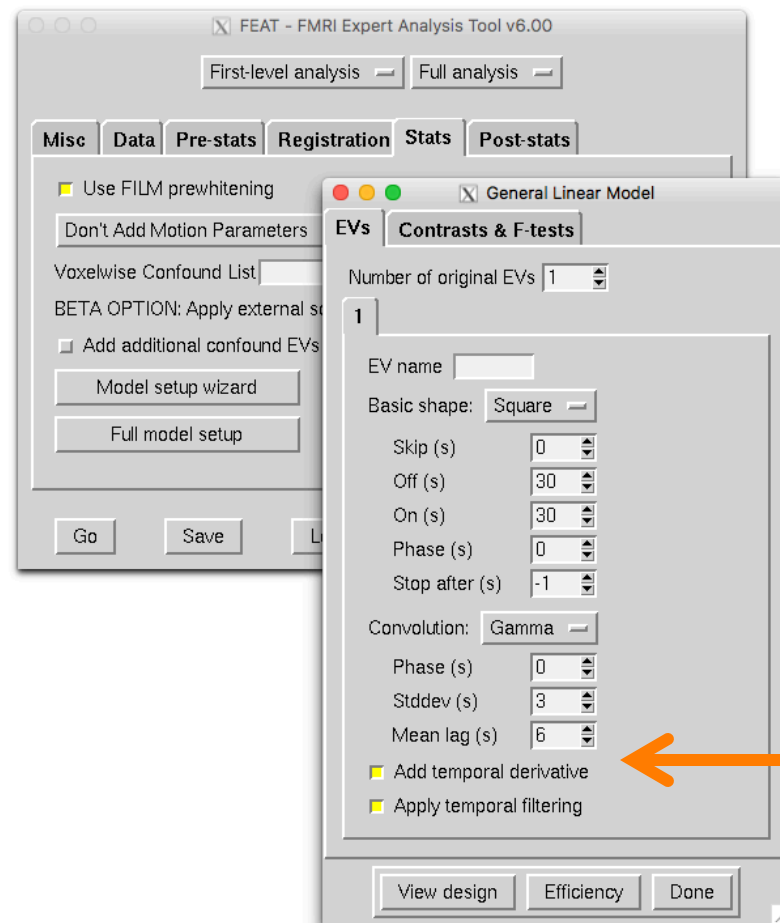 FEAT - FMRI Expert Analysis Tool v6.00
First-level analysis Full analysis
Misc Data Pre-stats Registration Stats Post-stats
Use FILM prewhitening
Don't Add Motion Parameters
Voxelwise Confound List
BETA OPTION: Apply external
Add additional confound EVs
Model setup wizard
Full model setup
Go Save
X General Linear Model
EVs Contrasts & F-tests
Number of original EVs 1
1
EV name
Basic shape: Square
Skip (s) 0
Off (s) 30
On (s) 30
Phase (s) 0
Stop after (s) -1
Convolution: Gamma
Phase (s) 0
Stddev (s) 3
Mean lag (s) 6
Add temporal derivative
Apply temporal filtering
View design Efficiency Done